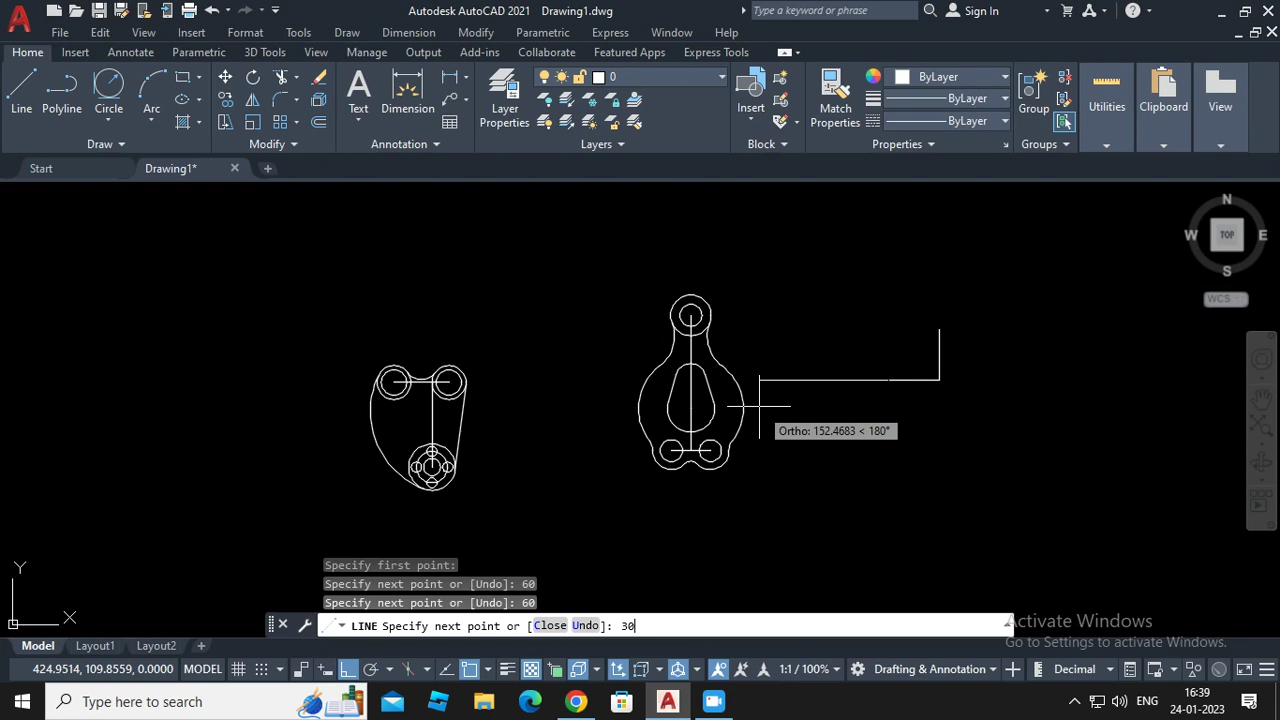 Autodesk AutoCAD 2021 Drawing1.dwg
Type a keyword or phrase
Sign In
File Edit View Insert Format Tools Draw Dimension Modify Parametric Express Window Help
Home Insert Annotate Parametric 3D Tools View Manage Output Add-ins Collaborate Featured Apps Express Tools
0
ByLayer
ByLayer
ByLayer
Line Polyline Circle Arc
Text Dimension
Layer
Properties
Insert
Match
Properties
Group
Utilities Clipboard View
Draw Modify Annotation Layers Block Properties Groups
Start Drawing1*
N
W TOP E
S
WCS
Ortho: 152.4683 < 180°
Y
X
Specify first point:
Specify next point or [Undo]: 60
Specify next point or [Undo]: 60
LINE Specify next point or [Close Undo]: 30
Activate Windows
Go to Settings to activate Windows.
Model Layout1 Layout2
424.9514, 109.8559, 0.0000 MODEL 1:1 / 100% Drafting & Annotation Decimal
Type here to search
ENG
16:39
24-01-2023